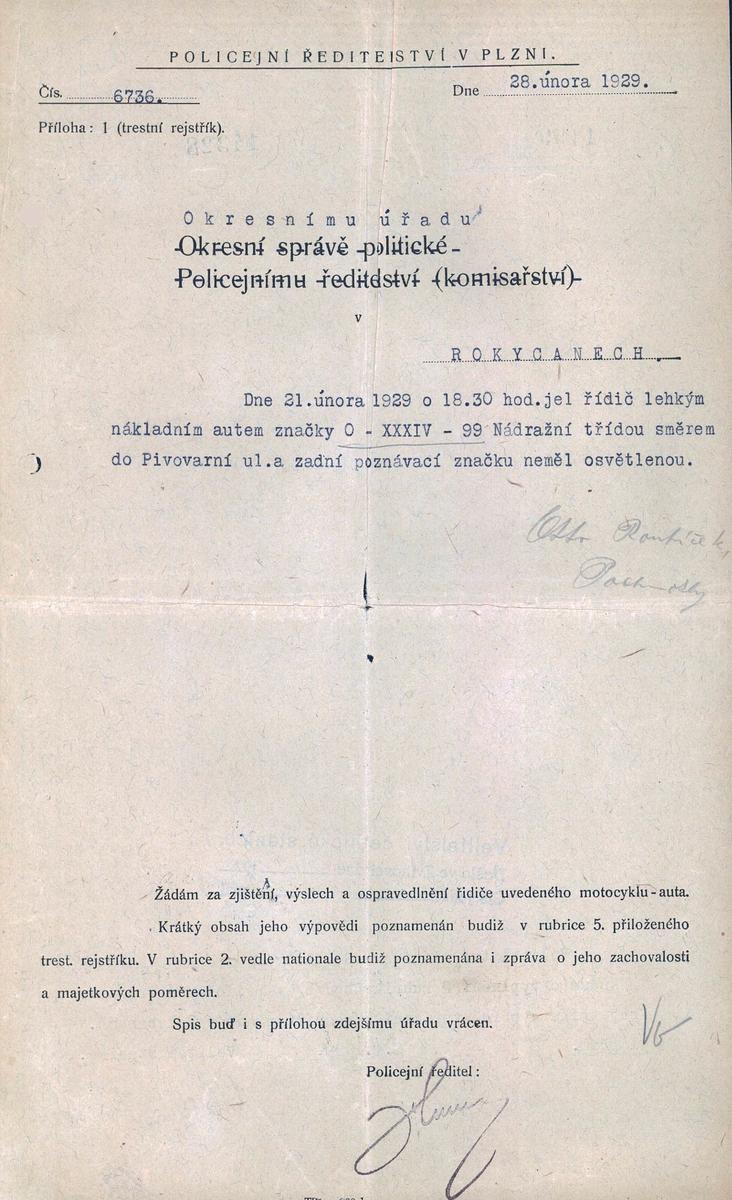 POLICEJNÍ ŘEDITELSTVÍ V PLZNI.
Čís. 6736.
Dne 28.února 1929.
Příloha: 1 (trestní rejstřík).
Okresnímu úřadu
Okresní správě politické
Policejnímu ředitelství (komisařství)
v
ROKYCANECH.
Dne 21.února 1929 o 18.30 hod.jel řídič lehkým
nákladním autem značky O - XXXIV - 99 Nádražní třídou směrem
do Pivovarní ul.a zadní poznávací značku neměl osvětlenou.
Otto
Žádám za zjištění, výslech a ospravedlnění řidiče uvedeného motocyklu-auta.
Krátký obsah jeho výpovědi poznamenán budiž v rubrice 5. přiloženého
trest. rejstříku. V rubrice 2. vedle nationale budiž poznamenána i zpráva o jeho zachovalosti
a majetkových poměrech.
Spis buď i s přílohou zdejšímu úřadu vrácen.
Policejní ředitel: